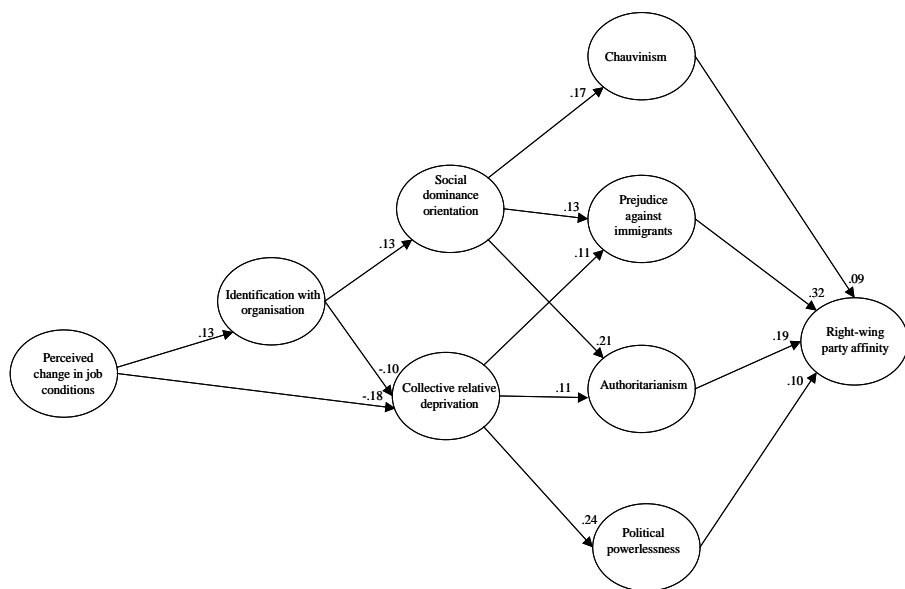 Chauvinism
.17
Social
dominance
orientation
.13
Prejudice
against
immigrants
.11
.13
Identification with
organisation
.09
.32
Right-wing
party affinity
.13
Perceived
change in job
conditions
-.10
-.18
Collective relative
deprivation
.21
.11
Authoritarianism
.19
.10
.24
Political
powerlessness